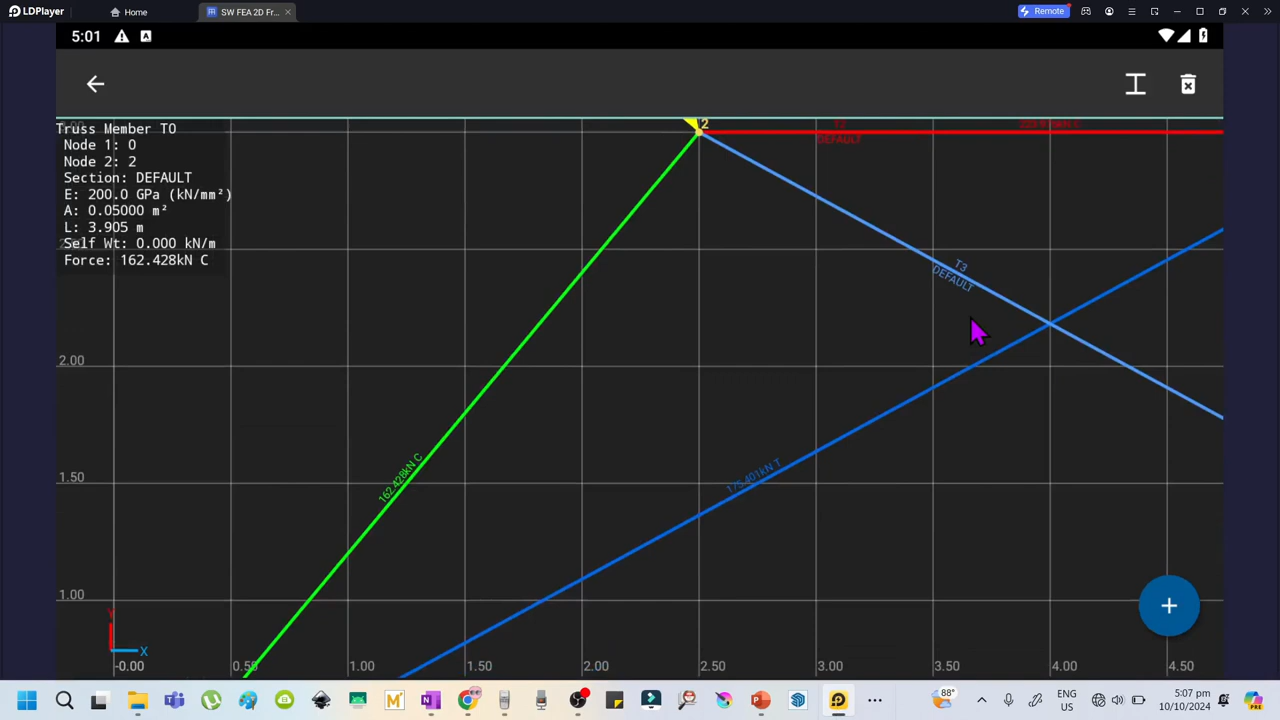 LDPlayer
Home
SW FEA 2D Fr...
Remote
5:01
A
Truss Member T0
Node 1: 0
Node 2: 2
Section: DEFAULT
E: 200.0 GPa (kN/mm²)
A: 0.05000 m²
L: 3.905 m
Self Wt: 0.000 kN/m
Force: 162.428kN C
2
DEFAULT
T3
DEFAULT
2.00
162.428kN C
1.50
1.00
Y
X
-0.00
0.50
1.00
1.50
2.00
2.50
3.00
3.50
4.00
4.50
88°
ENG
US
5:07 pm
10/10/2024